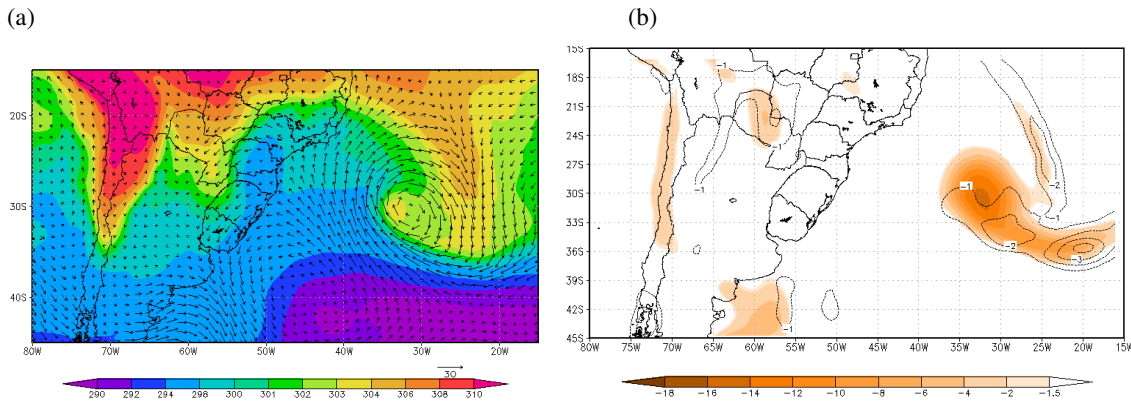 (a) (b)
20S
30S
40S
80W 70W 60W 50W 40W 30W 20W
30
290 292 294 298 300 301 302 303 304 306 308 310
15S
18S
21S
24S
27S
30S
33S
36S
39S
42S
45S
-1
-1
-1
-2
-1
-1
-2
-3
-1
80W 75W 70W 65W 60W 55W 50W 45W 40W 35W 30W 25W 20W 15W
-18 -16 -14 -12 -10 -8 -6 -4 -2 -1.5